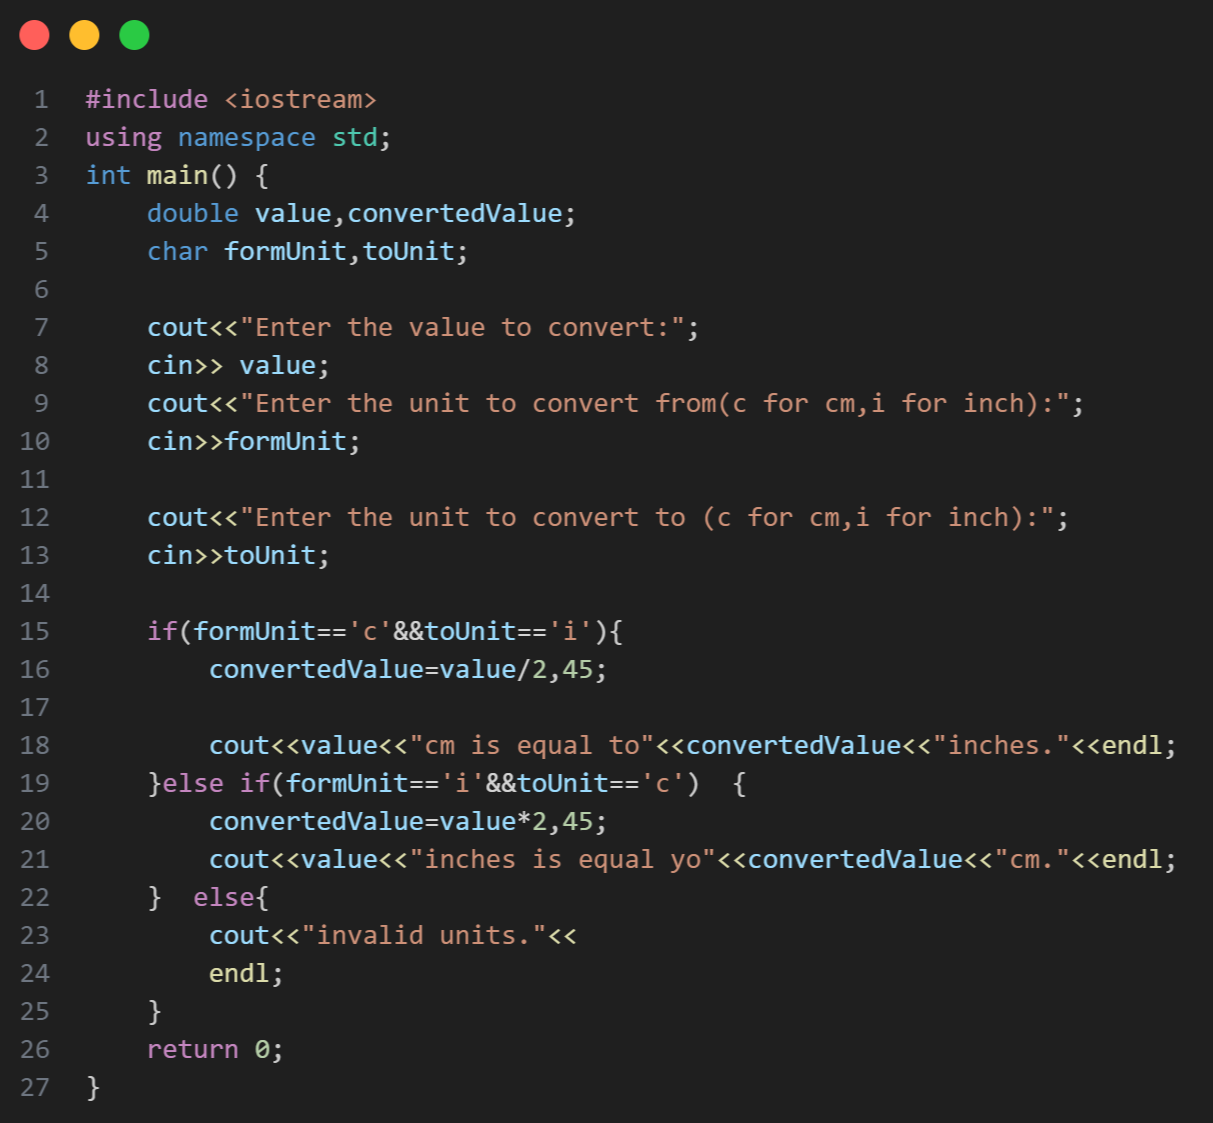 1 #include <iostream>
2 using namespace std;
3 int main() {
4     double value,convertedValue;
5     char formUnit,toUnit;
6
7     cout<<"Enter the value to convert:";
8     cin>> value;
9     cout<<"Enter the unit to convert from(c for cm,i for inch):";
10     cin>>formUnit;
11
12     cout<<"Enter the unit to convert to (c for cm,i for inch):";
13     cin>>toUnit;
14
15     if(formUnit=='c'&&toUnit=='i'){
16         convertedValue=value/2,45;
17
18         cout<<value<<"cm is equal to"<<convertedValue<<"inches."<<endl;
19     }else if(formUnit=='i'&&toUnit=='c')  {
20         convertedValue=value*2,45;
21         cout<<value<<"inches is equal yo"<<convertedValue<<"cm."<<endl;
22     }  else{
23         cout<<"invalid units."<<
24         endl;
25     }
26     return 0;
27 }